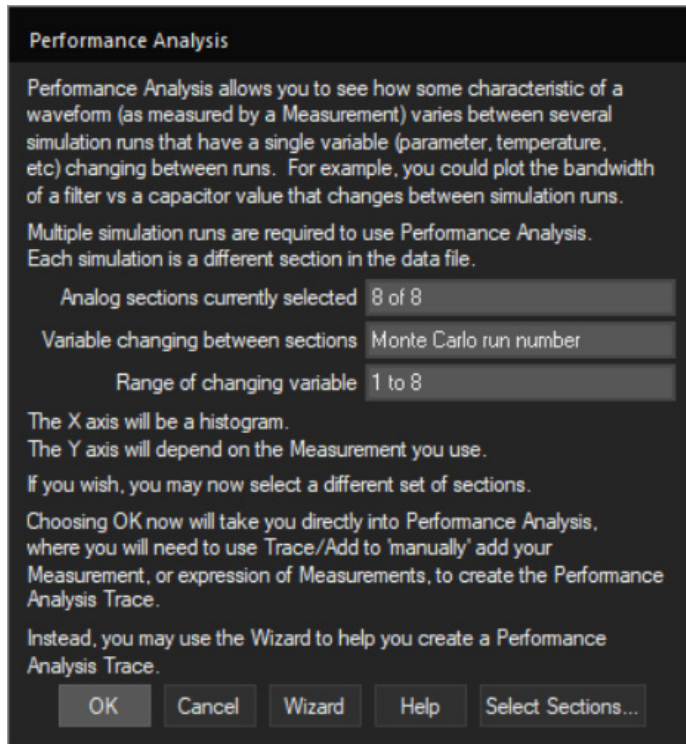 Performance Analysis
Performance Analysis allows you to see how some characteristic of a
waveform (as measured by a Measurement) varies between several
simulation runs that have a single variable (parameter, temperature,
etc) changing between runs.  For example, you could plot the bandwidth
of a filter vs a capacitor value that changes between simulation runs.
Multiple simulation runs are required to use Performance Analysis.
Each simulation is a different section in the data file.
Analog sections currently selected 8 of 8
Variable changing between sections Monte Carlo run number
Range of changing variable 1 to 8
The X axis will be a histogram.
The Y axis will depend on the Measurement you use.
If you wish, you may now select a different set of sections.
Choosing OK now will take you directly into Performance Analysis,
where you will need to use Trace/Add to 'manually' add your
Measurement, or expression of Measurements, to create the Performance
Analysis Trace.
Instead, you may use the Wizard to help you create a Performance
Analysis Trace.
OK Cancel Wizard Help Select Sections...